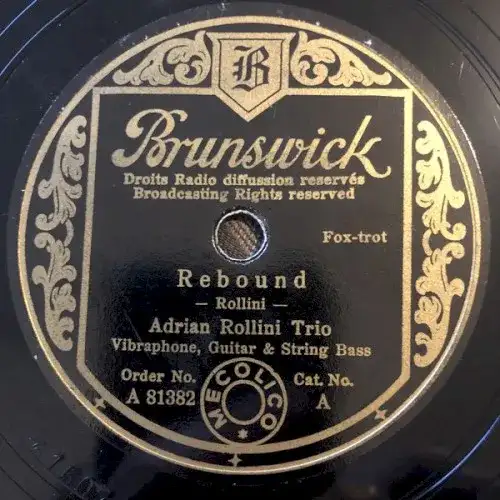 B
Brunswick
Droits Radio diffussion reservés
Broadcasting Rights reserved
Fox-trot
Rebound
— Rollini —
Adrian Rollini Trio
Vibraphone, Guitar & String Bass
Order No. Cat. No.
A 81382 MECOLICO A